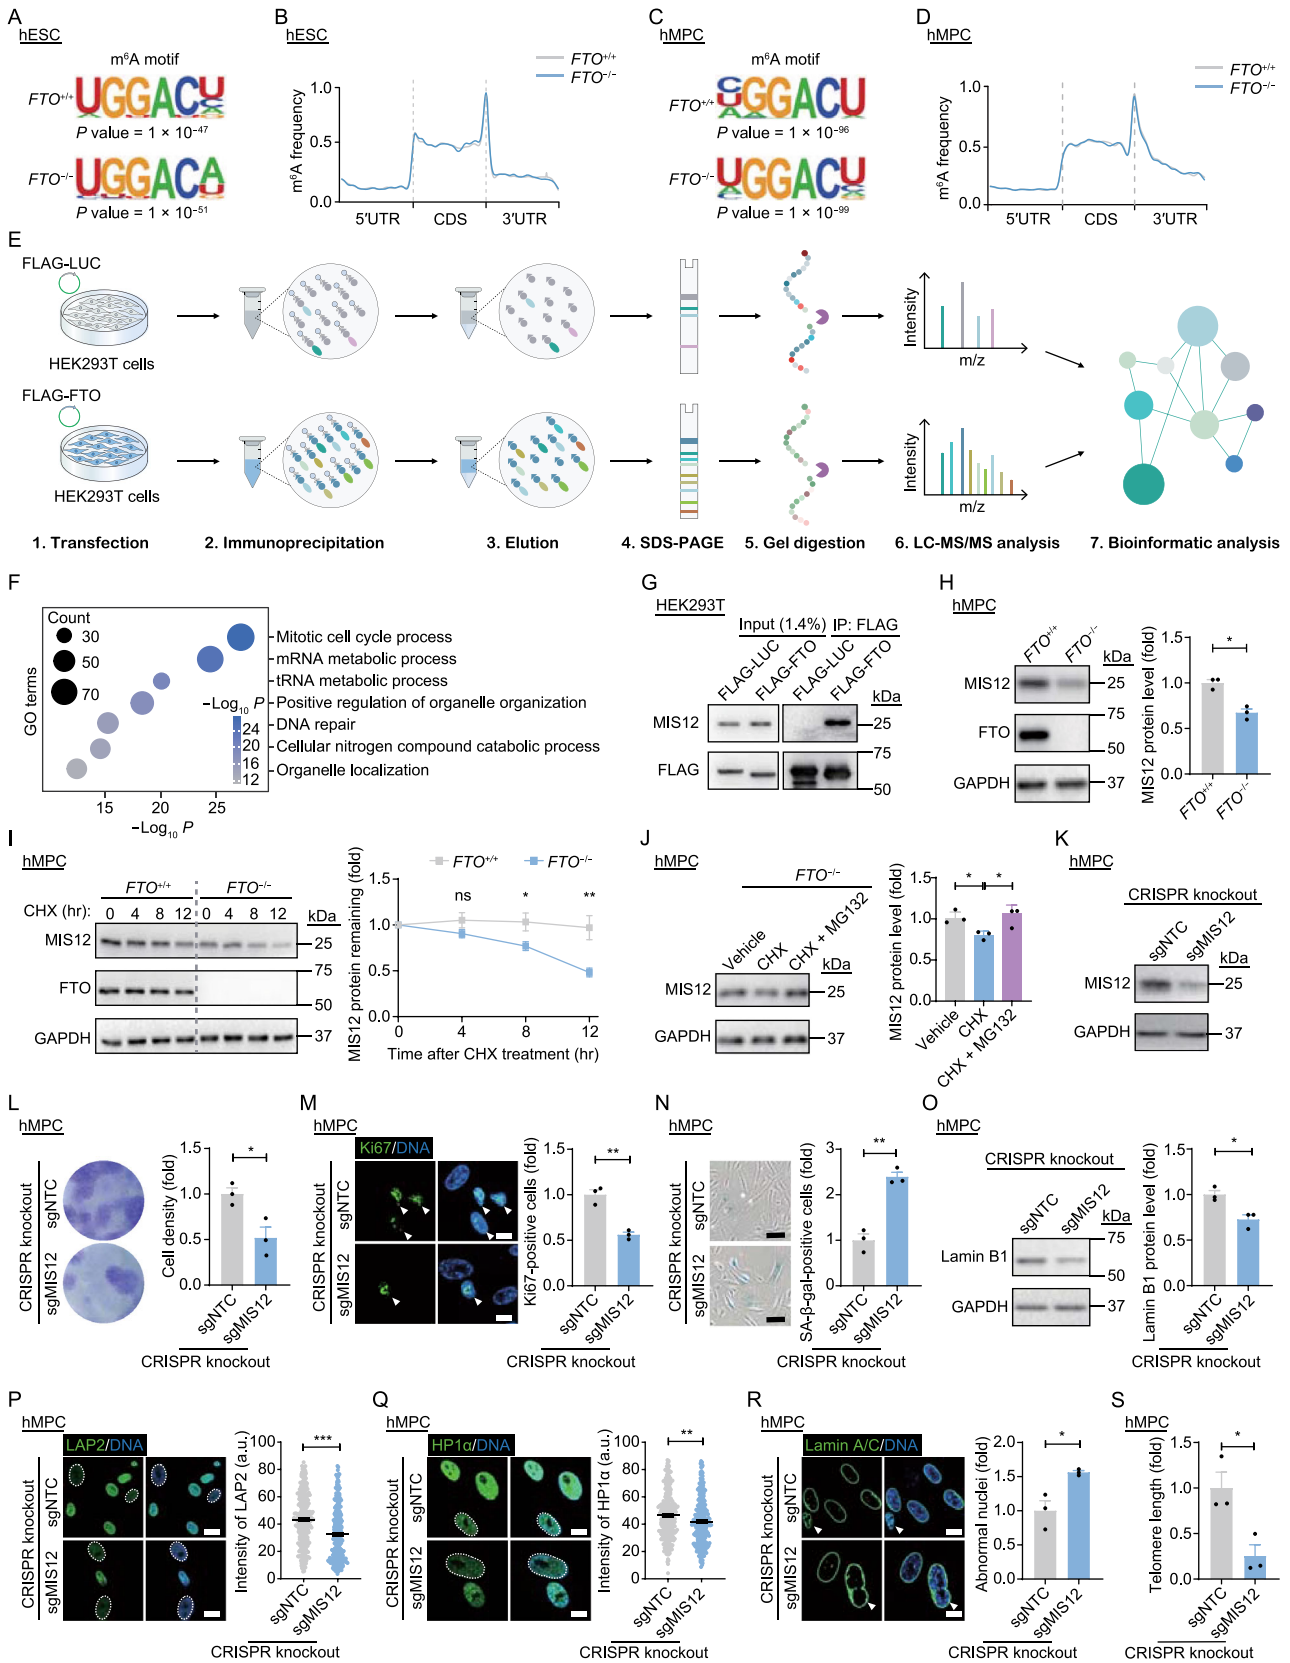 A
hESC
m⁶A motif
FTO⁺/⁺
UGGACU
P value = 1 × 10⁻⁴⁷
FTO⁻/⁻
UGGACA
P value = 1 × 10⁻⁵¹
B
hESC
FTO⁺/⁺
FTO⁻/⁻
m⁶A frequency
1.0
0.5
0.0
5′UTR CDS 3′UTR
C
hMPC
m⁶A motif
FTO⁺/⁺
UGGACU
P value = 1 × 10⁻⁹⁶
FTO⁻/⁻
UGGACU
P value = 1 × 10⁻⁹⁹
D
hMPC
FTO⁺/⁺
FTO⁻/⁻
m⁶A frequency
1.0
0.5
0.0
5′UTR CDS 3′UTR
E
FLAG-LUC
HEK293T cells
Intensity
m/z
FLAG-FTO
HEK293T cells
Intensity
m/z
1. Transfection 2. Immunoprecipitation 3. Elution 4. SDS-PAGE 5. Gel digestion 6. LC-MS/MS analysis 7. Bioinformatic analysis
F
GO terms
Count
30
50
70
Mitotic cell cycle process
mRNA metabolic process
tRNA metabolic process
Positive regulation of organelle organization
DNA repair
Cellular nitrogen compound catabolic process
Organelle localization
−Log₁₀ P
24
20
16
12
15 20 25
−Log₁₀ P
G
HEK293T
Input (1.4%) IP: FLAG
FLAG-LUC FLAG-FTO FLAG-LUC FLAG-FTO
kDa
MIS12 25
75
FLAG
50
H
hMPC
FTO⁺/⁺ FTO⁻/⁻
kDa
MIS12 25
75
FTO
50
GAPDH 37
MIS12 protein level (fold)
1.5
1.0
0.5
0.0
*
FTO⁺/⁺ FTO⁻/⁻
I
hMPC
FTO⁺/⁺ FTO⁻/⁻
CHX (hr): 0 4 8 12 0 4 8 12 kDa
MIS12 25
75
FTO
50
GAPDH 37
MIS12 protein remaining (fold)
FTO⁺/⁺ FTO⁻/⁻
1.5
1.0
0.5
0.0
ns * **
0 4 8 12
Time after CHX treatment (hr)
J
hMPC
FTO⁻/⁻
Vehicle CHX CHX + MG132
kDa
MIS12 25
GAPDH 37
MIS12 protein level (fold)
1.5
1.0
0.5
0.0
* *
Vehicle CHX CHX + MG132
K
hMPC
CRISPR knockout
sgNTC sgMIS12
kDa
MIS12 25
GAPDH 37
L
hMPC
CRISPR knockout
sgNTC
sgMIS12
Cell density (fold)
1.5
1.0
0.5
0.0
*
sgNTC sgMIS12
CRISPR knockout
M
hMPC
Ki67/DNA
CRISPR knockout
sgNTC
sgMIS12
Ki67-positive cells (fold)
1.5
1.0
0.5
0.0
**
sgNTC sgMIS12
CRISPR knockout
N
hMPC
CRISPR knockout
sgNTC
sgMIS12
SA-β-gal-positive cells (fold)
3
2
1
0
**
sgNTC sgMIS12
CRISPR knockout
O
hMPC
CRISPR knockout
sgNTC sgMIS12
kDa
75
Lamin B1
50
GAPDH 37
Lamin B1 protein level (fold)
1.5
1.0
0.5
0.0
*
sgNTC sgMIS12
CRISPR knockout
P
hMPC
LAP2/DNA
CRISPR knockout
sgNTC
sgMIS12
Intensity of LAP2 (a.u.)
100
80
60
40
20
0
***
sgNTC sgMIS12
CRISPR knockout
Q
hMPC
HP1α/DNA
CRISPR knockout
sgNTC
sgMIS12
Intensity of HP1α (a.u.)
100
80
60
40
20
0
**
sgNTC sgMIS12
CRISPR knockout
R
hMPC
Lamin A/C/DNA
CRISPR knockout
sgNTC
sgMIS12
Abnormal nuclei (fold)
2.0
1.5
1.0
0.5
0.0
*
sgNTC sgMIS12
CRISPR knockout
S
hMPC
Telomere length (fold)
1.5
1.0
0.5
0.0
*
sgNTC sgMIS12
CRISPR knockout